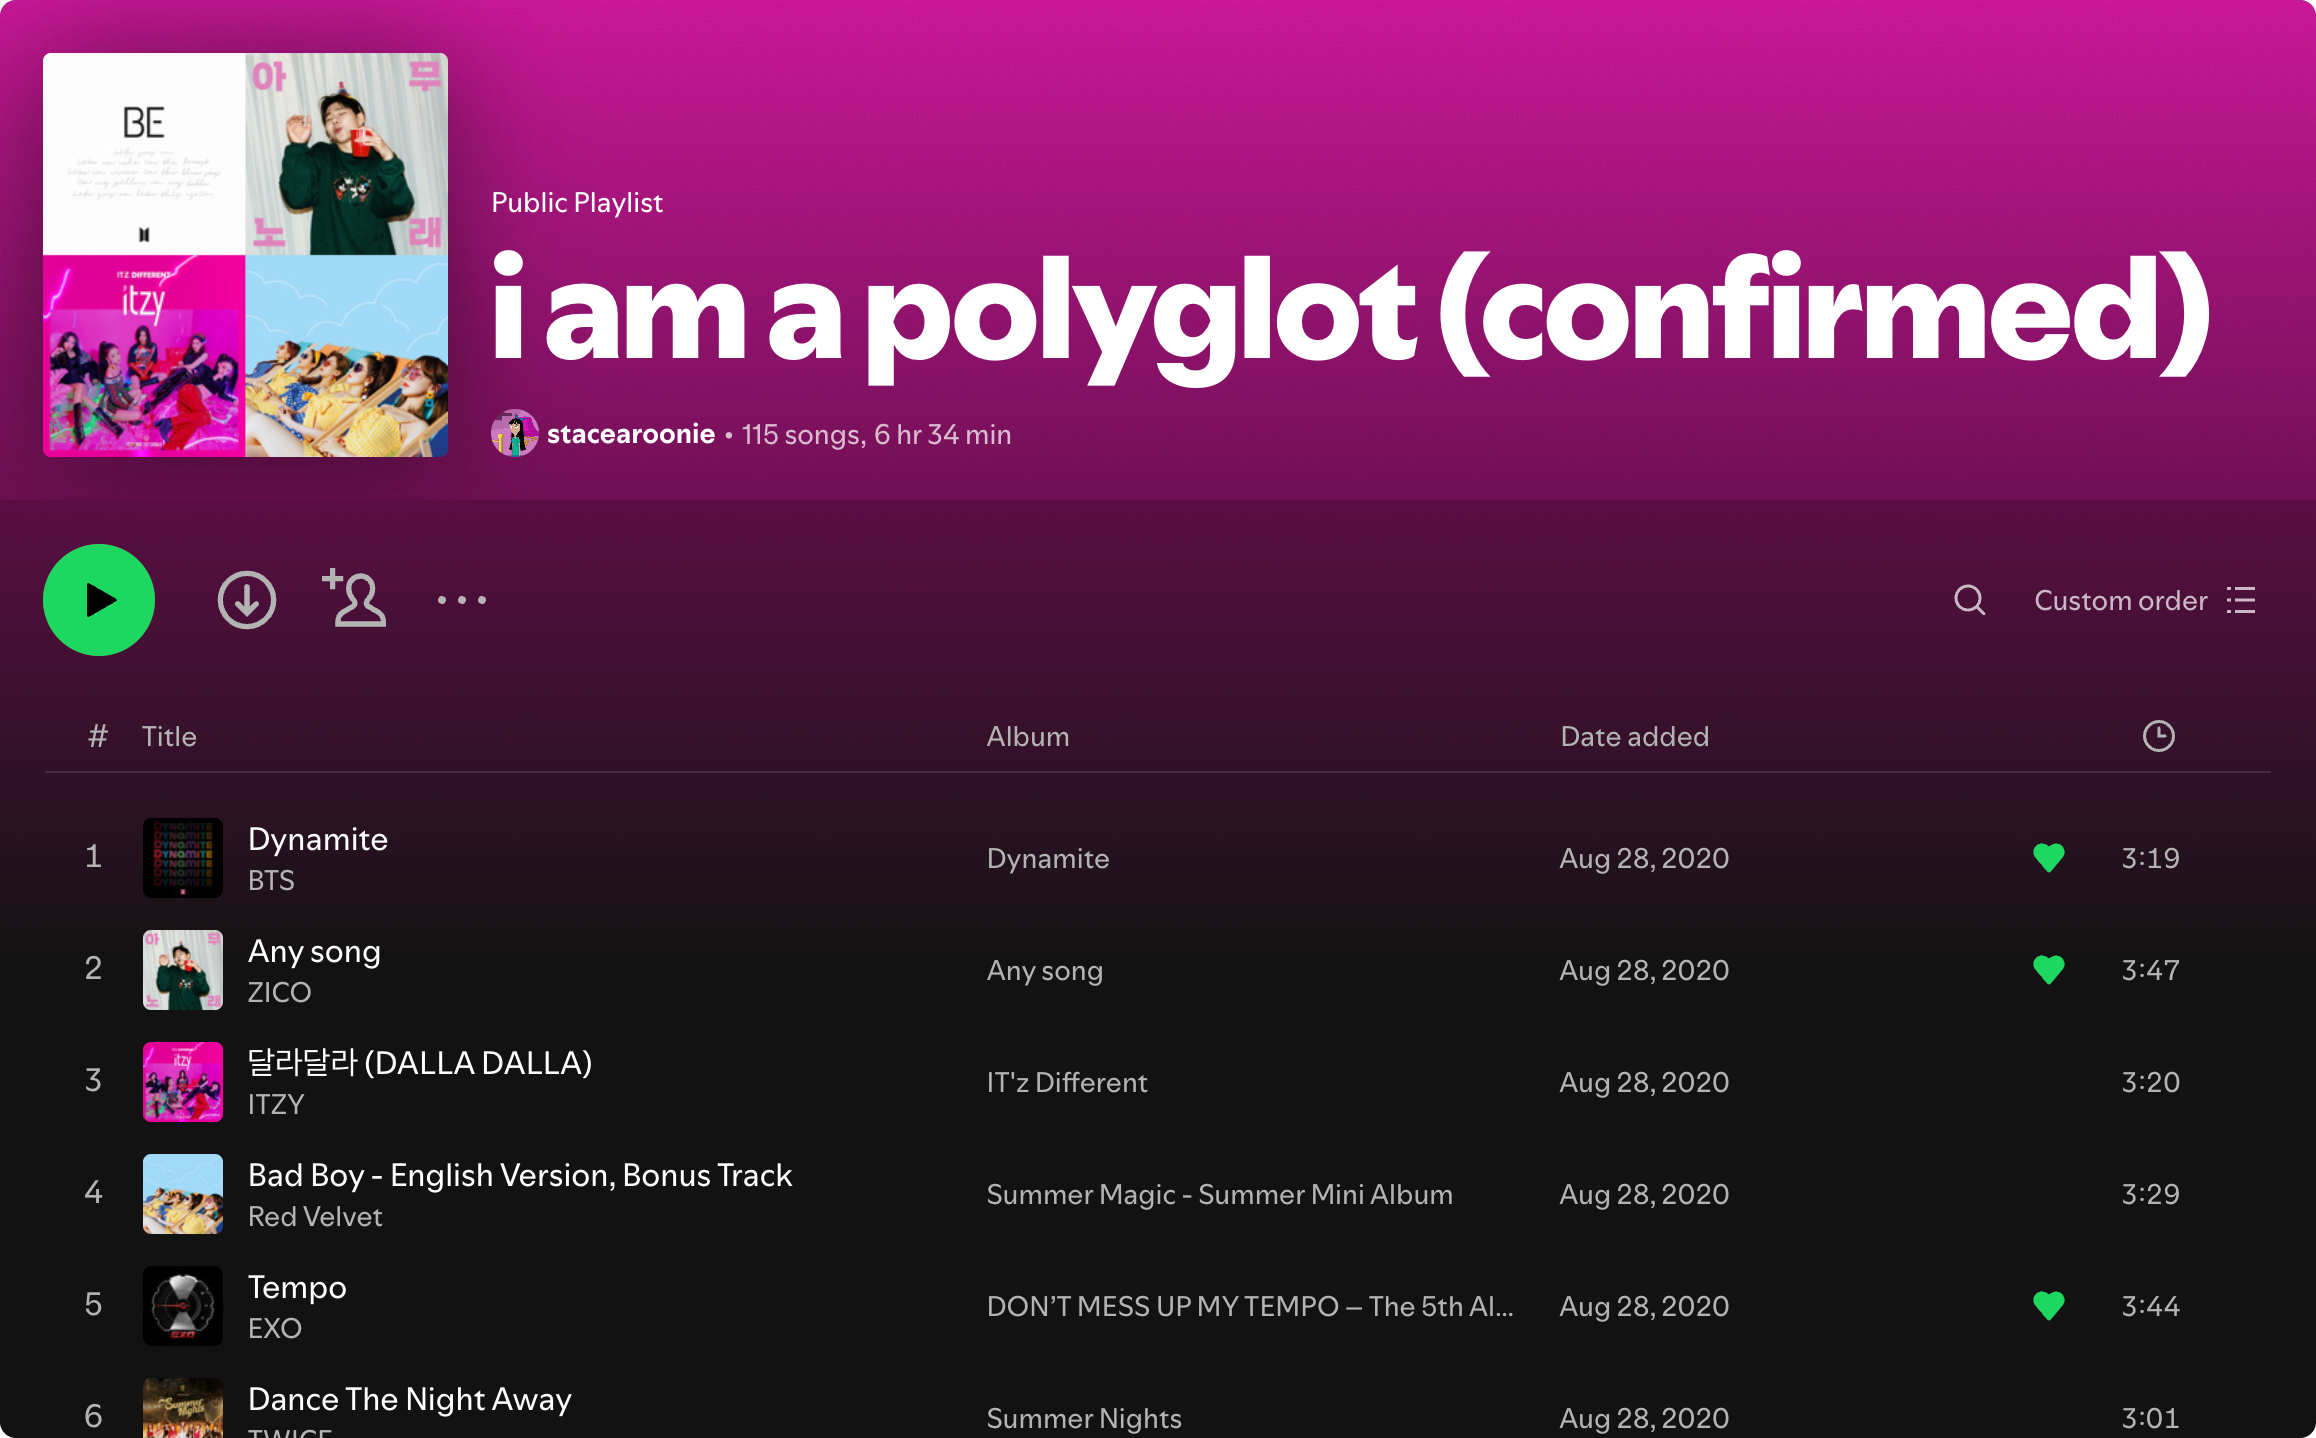 BE
아 무
노 래
IT'Z DIFFERENT
itzy
Public Playlist
i am a polyglot (confirmed)
stacearoonie • 115 songs, 6 hr 34 min
Custom order
# Title Album Date added
1 Dynamite Dynamite Aug 28, 2020 3:19
BTS
2 Any song Any song Aug 28, 2020 3:47
ZICO
3 달라달라 (DALLA DALLA) IT'z Different Aug 28, 2020 3:20
ITZY
4 Bad Boy - English Version, Bonus Track Summer Magic - Summer Mini Album Aug 28, 2020 3:29
Red Velvet
5 Tempo DON’T MESS UP MY TEMPO – The 5th Al... Aug 28, 2020 3:44
EXO
6 Dance The Night Away Summer Nights Aug 28, 2020 3:01
TWICE